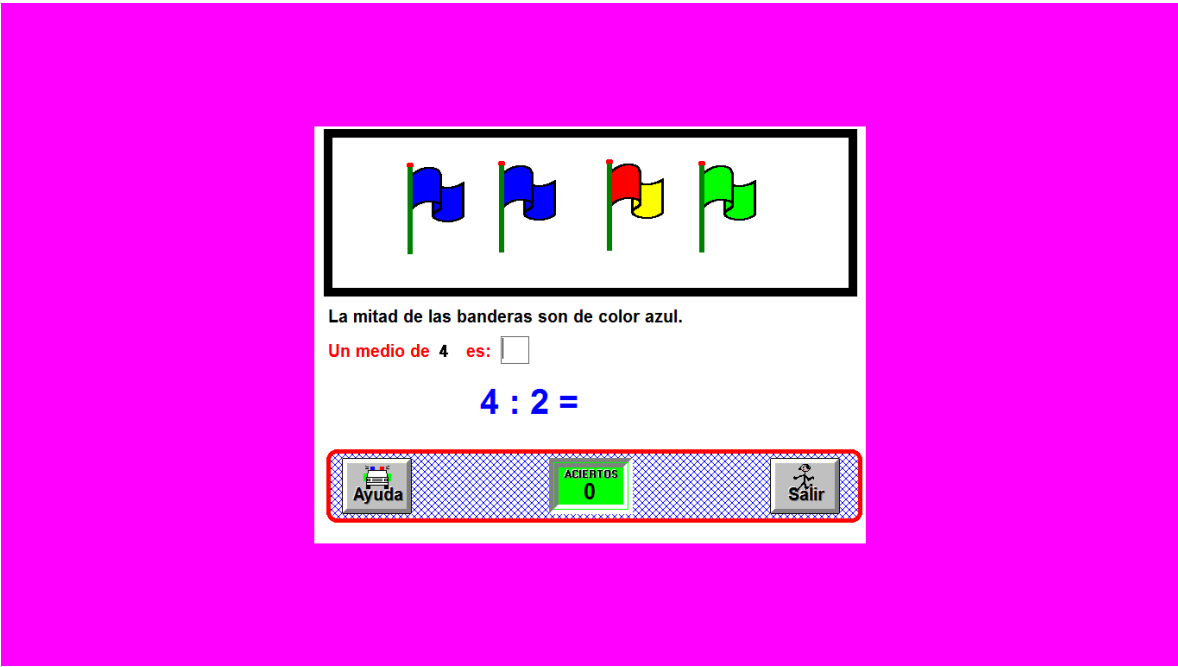 La mitad de las banderas son de color azul.
Un medio de 4 es:
4 : 2 =
Ayuda
ACIERTOS
0
Salir